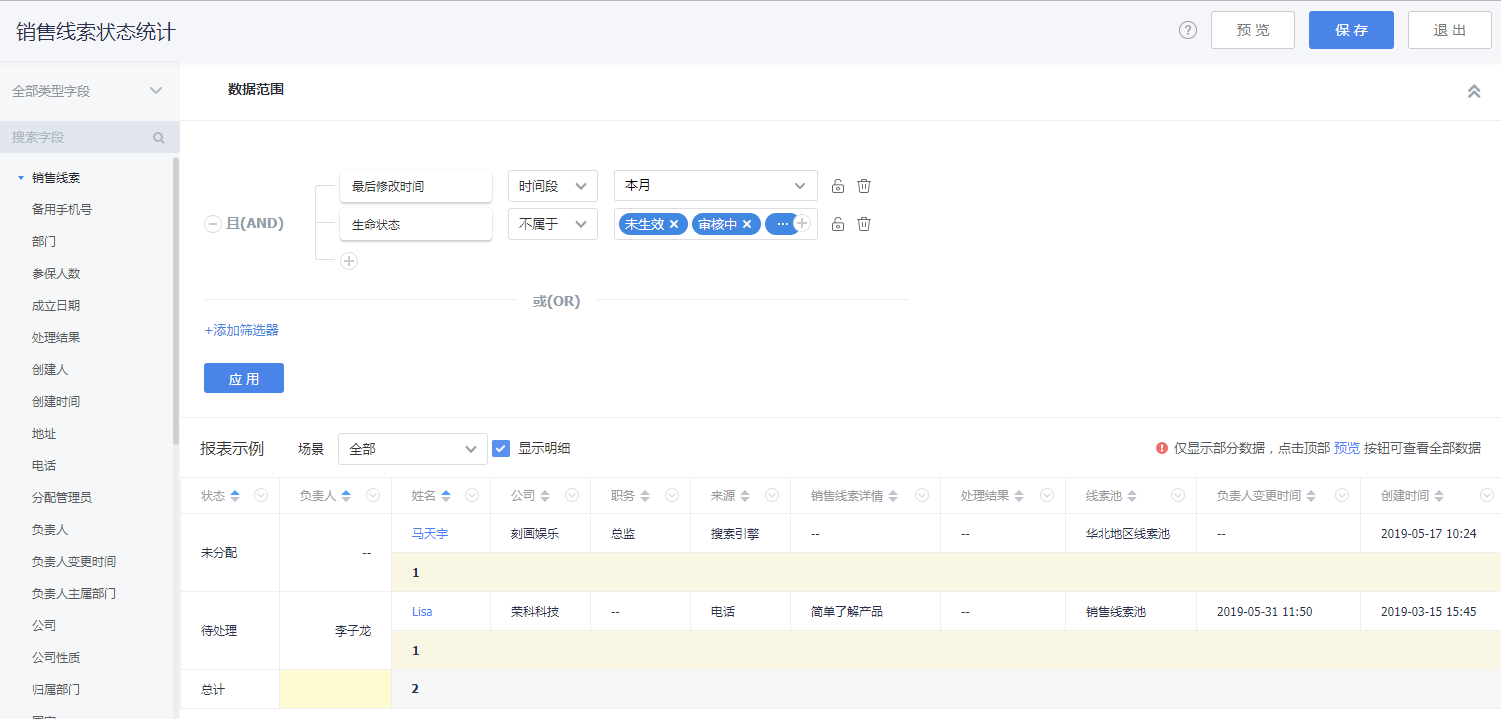 销售线索状态统计
? 预 览 保 存 退 出
全部类型字段
搜索字段
销售线索
备用手机号
部门
参保人数
成立日期
处理结果
创建人
创建时间
地址
电话
分配管理员
负责人
负责人变更时间
负责人主属部门
公司
公司性质
归属部门
数据范围
且(AND)
最后修改时间 时间段 本月
生命状态 不属于 未生效 × 审核中 × ···
或(OR)
+添加筛选器
应 用
报表示例 场景 全部 显示明细 仅显示部分数据，点击顶部 预览 按钮可查看全部数据
状态 负责人 姓名 公司 职务 来源 销售线索详情 处理结果 线索池 负责人变更时间 创建时间
未分配 -- 马天宇 刻画娱乐 总监 搜索引擎 -- -- 华北地区线索池 -- 2019-05-17 10:24
1
待处理 李子龙 Lisa 荣科科技 -- 电话 简单了解产品 -- 销售线索池 2019-05-31 11:50 2019-03-15 15:45
1
总计 2